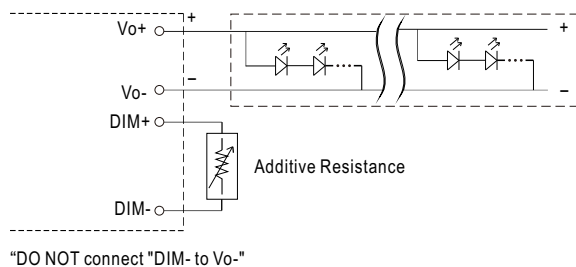 Vo+
+
+
Vo-
−
−
DIM+
Additive Resistance
DIM-
“DO NOT connect "DIM- to Vo-"